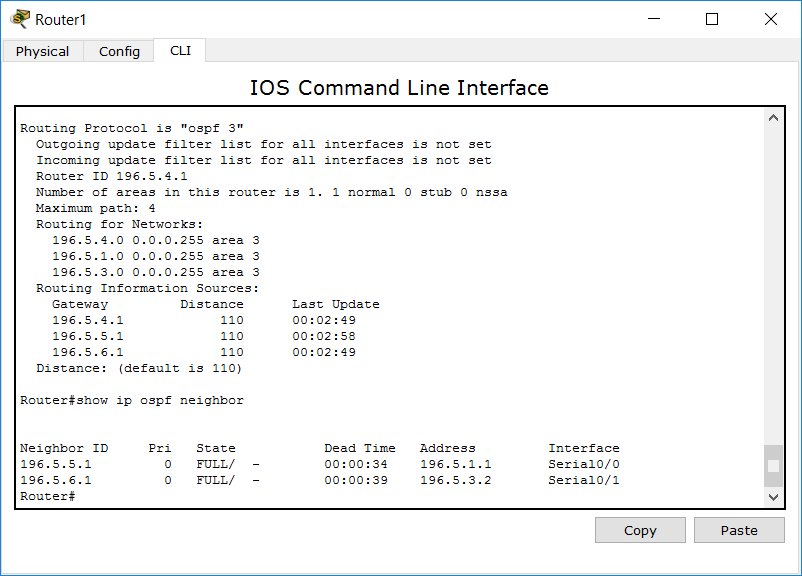 Router1
Physical Config CLI
IOS Command Line Interface
Routing Protocol is "ospf 3"
Outgoing update filter list for all interfaces is not set
Incoming update filter list for all interfaces is not set
Router ID 196.5.4.1
Number of areas in this router is 1. 1 normal 0 stub 0 nssa
Maximum path: 4
Routing for Networks:
196.5.4.0 0.0.0.255 area 3
196.5.1.0 0.0.0.255 area 3
196.5.3.0 0.0.0.255 area 3
Routing Information Sources:
Gateway Distance Last Update
196.5.4.1 110 00:02:49
196.5.5.1 110 00:02:58
196.5.6.1 110 00:02:49
Distance: (default is 110)
Router#show ip ospf neighbor
Neighbor ID Pri State Dead Time Address Interface
196.5.5.1 0 FULL/ - 00:00:34 196.5.1.1 Serial0/0
196.5.6.1 0 FULL/ - 00:00:39 196.5.3.2 Serial0/1
Router#
Copy Paste